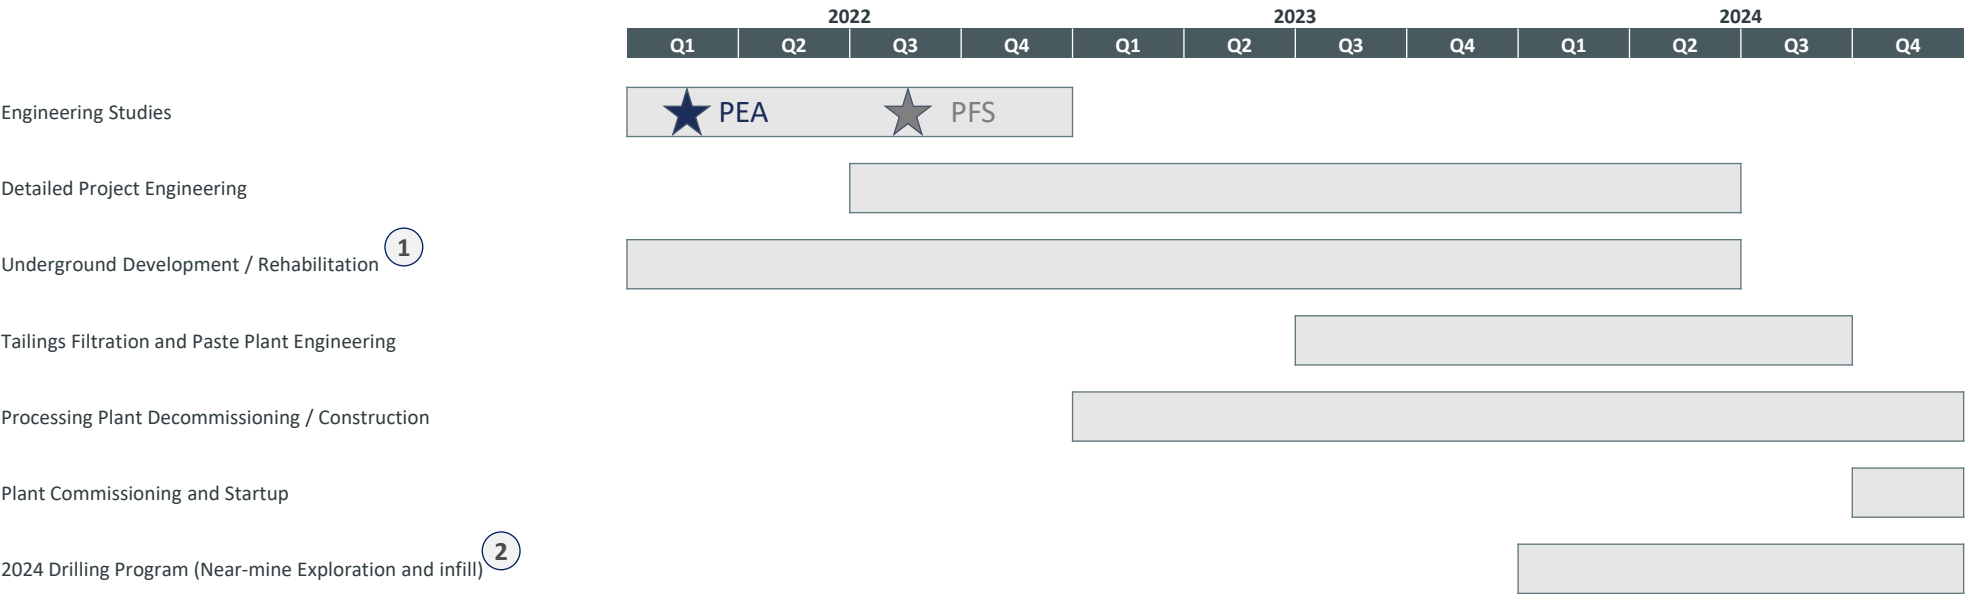 2022 2023 2024
Q1 Q2 Q3 Q4 Q1 Q2 Q3 Q4 Q1 Q2 Q3 Q4
Engineering Studies PEA PFS
Detailed Project Engineering
Underground Development / Rehabilitation 1
Tailings Filtration and Paste Plant Engineering
Processing Plant Decommissioning / Construction
Plant Commissioning and Startup
2024 Drilling Program (Near-mine Exploration and infill) 2